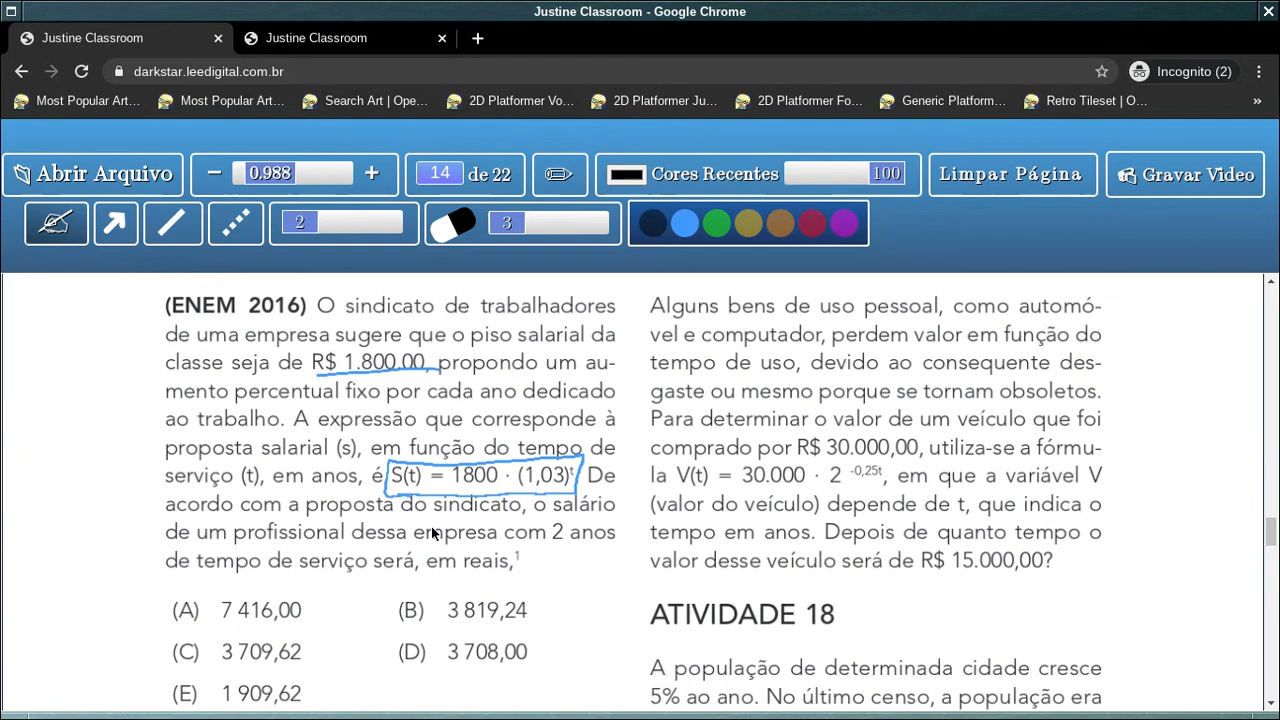 Justine Classroom - Google Chrome
Justine Classroom
Justine Classroom
darkstar.leedigital.com.br
Incognito (2)
Most Popular Art...
Most Popular Art...
Search Art | Ope...
2D Platformer Vo...
2D Platformer Ju...
2D Platformer Fo...
Generic Platform...
Retro Tileset | O...
»
Abrir Arquivo
− 0.988 +
14 de 22
Cores Recentes 100
Limpar Página
Gravar Video
2
3
(ENEM 2016) O sindicato de trabalhadores
de uma empresa sugere que o piso salarial da
classe seja de R$ 1.800,00, propondo um au-
mento percentual fixo por cada ano dedicado
ao trabalho. A expressão que corresponde à
proposta salarial (s), em função do tempo de
serviço (t), em anos, é S(t) = 1800 · (1,03)ᵗ De
acordo com a proposta do sindicato, o salário
de um profissional dessa empresa com 2 anos
de tempo de serviço será, em reais,¹
(A) 7 416,00 (B) 3 819,24
(C) 3 709,62 (D) 3 708,00
(E) 1 909,62
Alguns bens de uso pessoal, como automó-
vel e computador, perdem valor em função do
tempo de uso, devido ao consequente des-
gaste ou mesmo porque se tornam obsoletos.
Para determinar o valor de um veículo que foi
comprado por R$ 30.000,00, utiliza-se a fórmu-
la V(t) = 30.000 · 2 -0,25t, em que a variável V
(valor do veículo) depende de t, que indica o
tempo em anos. Depois de quanto tempo o
valor desse veículo será de R$ 15.000,00?
ATIVIDADE 18
A população de determinada cidade cresce
5% ao ano. No último censo, a população era